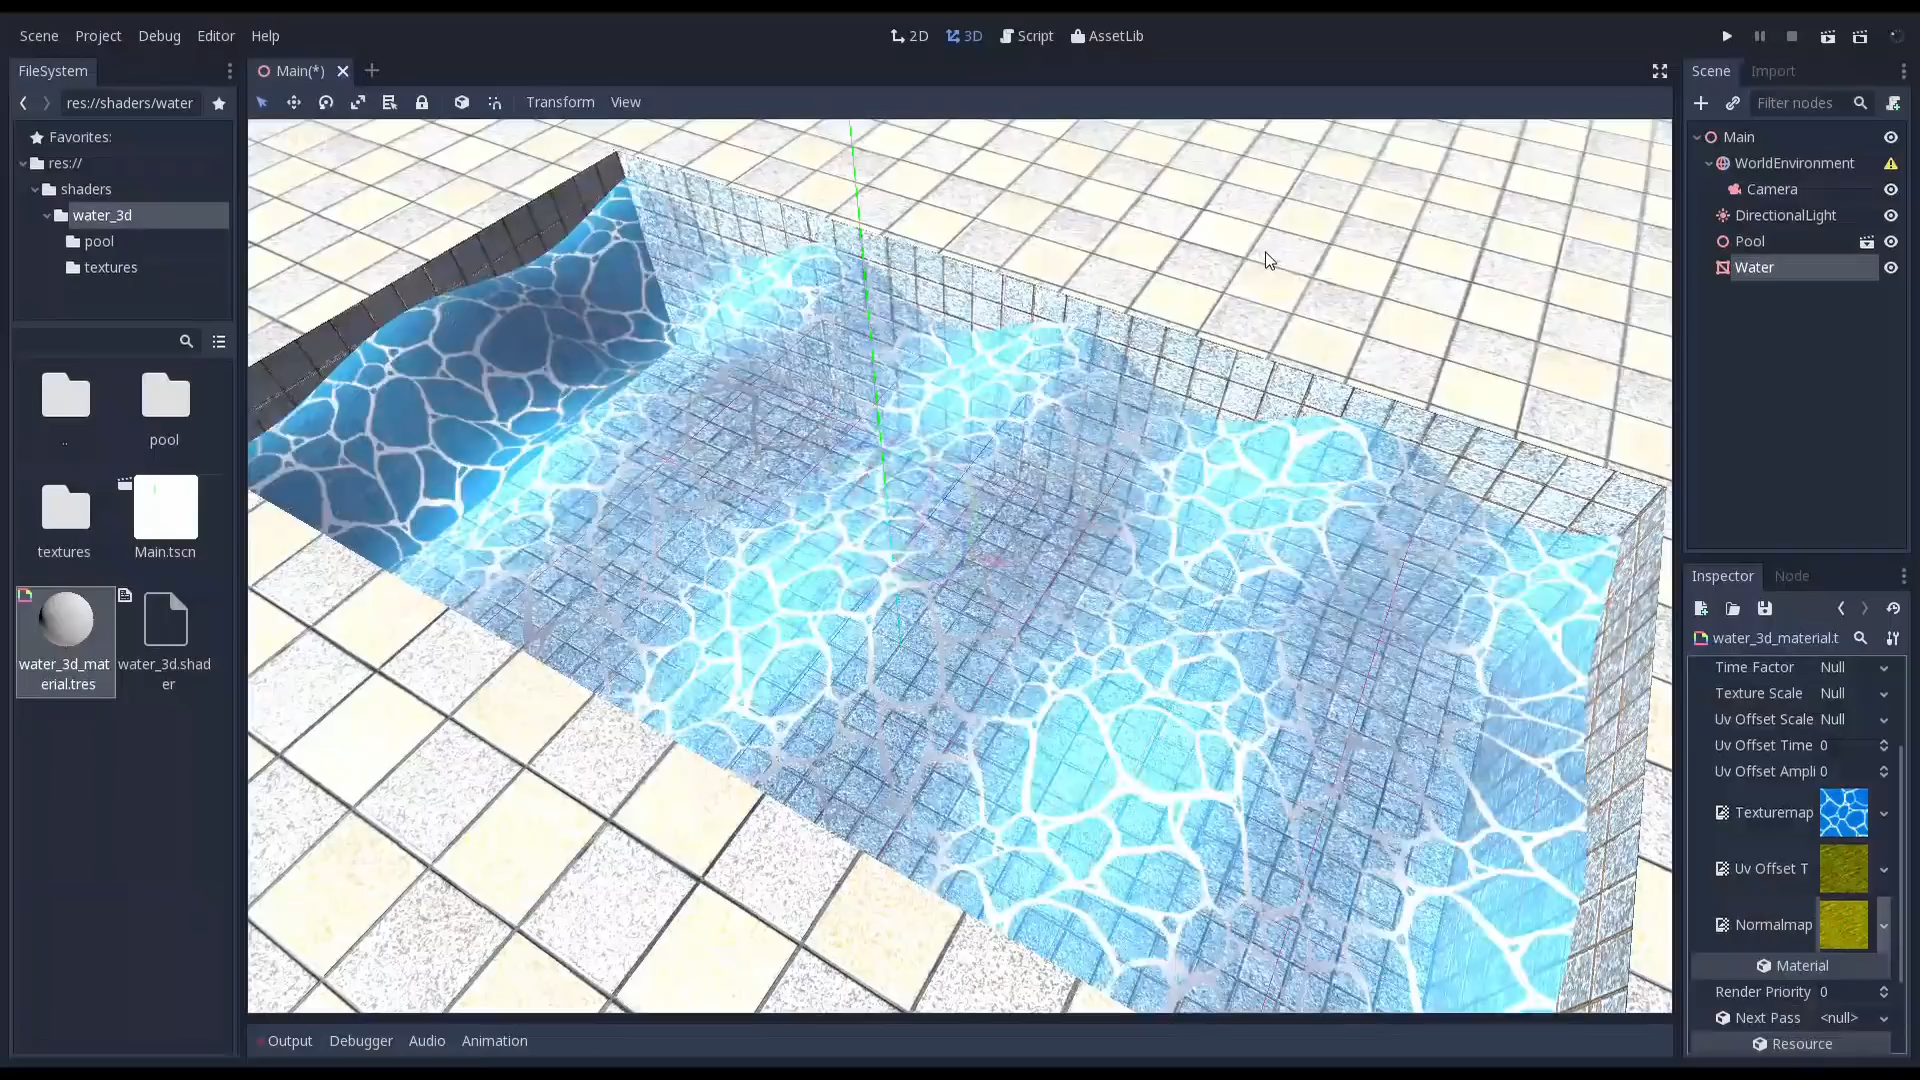 Scene Project Debug Editor Help
2D 3D Script AssetLib
FileSystem
Main(*)
Scene Import
res://shaders/water
Transform View
Filter nodes
Favorites:
res://
shaders
water_3d
pool
textures
..
pool
textures
Main.tscn
water_3d_mat
erial.tres
water_3d.shad
er
Main
WorldEnvironment
Camera
DirectionalLight
Pool
Water
Inspector Node
water_3d_material.t
Time Factor Null
Texture Scale Null
Uv Offset Scale Null
Uv Offset Time 0
Uv Offset Ampli 0
Texturemap
Uv Offset T
Normalmap
Material
Render Priority 0
Next Pass <null>
Resource
Output Debugger Audio Animation